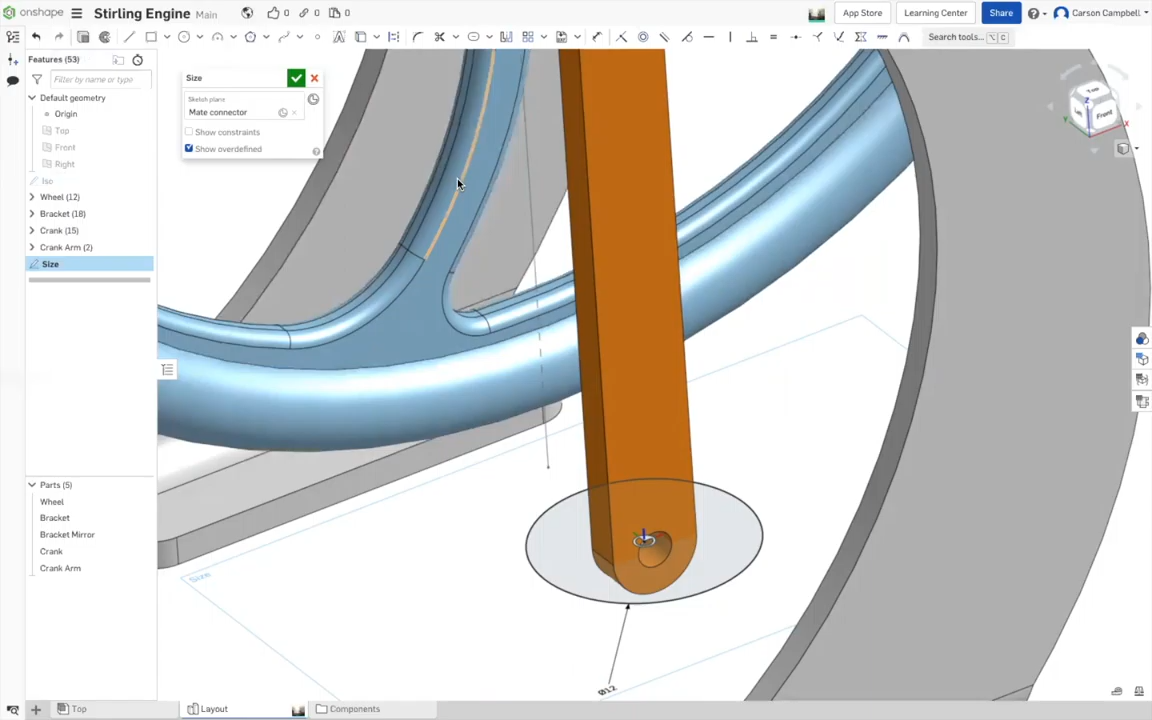 onshape Stirling Engine Main 0 0 0 App Store Learning Center Share Carson Campbell
Search tools... ⌥ C
Features (53)
Filter by name or type
Default geometry
Origin
Top
Front
Right
Iso
Wheel (12)
Bracket (18)
Crank (15)
Crank Arm (2)
Size
Size
Sketch plane
Mate connector
Show constraints
Show overdefined
Z
Front
X
Y
Size
Ø12
Parts (5)
Wheel
Bracket
Bracket Mirror
Crank
Crank Arm
Top Layout Components